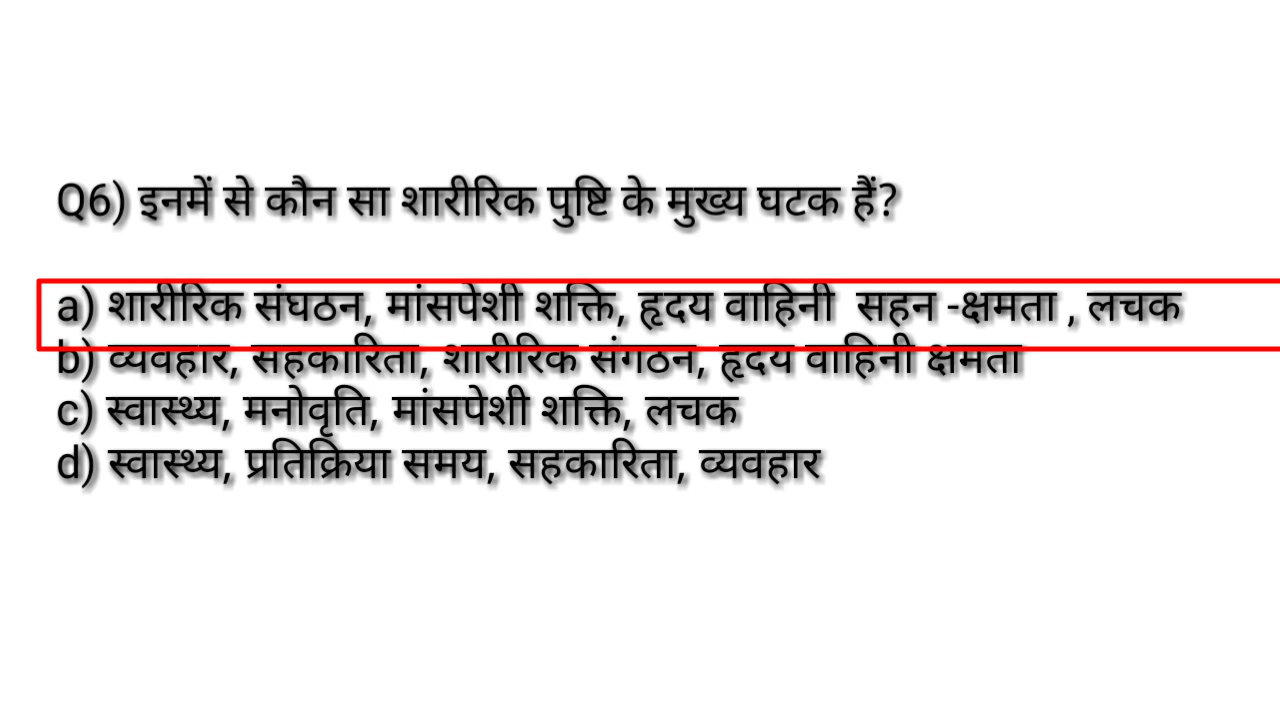 Q6) इनमें से कौन सा शारीरिक पुष्टि के मुख्य घटक हैं?
a) शारीरिक संघठन, मांसपेशी शक्ति, हृदय वाहिनी  सहन -क्षमता , लचक
b) व्यवहार, सहकारिता, शारीरिक संगठन, हृदय वाहिनी क्षमता
c) स्वास्थ्य, मनोवृति, मांसपेशी शक्ति, लचक
d) स्वास्थ्य, प्रतिक्रिया समय, सहकारिता, व्यवहार